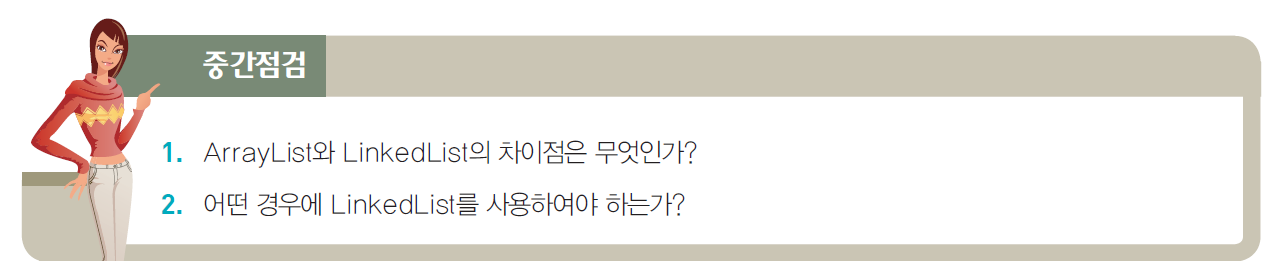 중간점검
1. ArrayList와 LinkedList의 차이점은 무엇인가?
2. 어떤 경우에 LinkedList를 사용하여야 하는가?